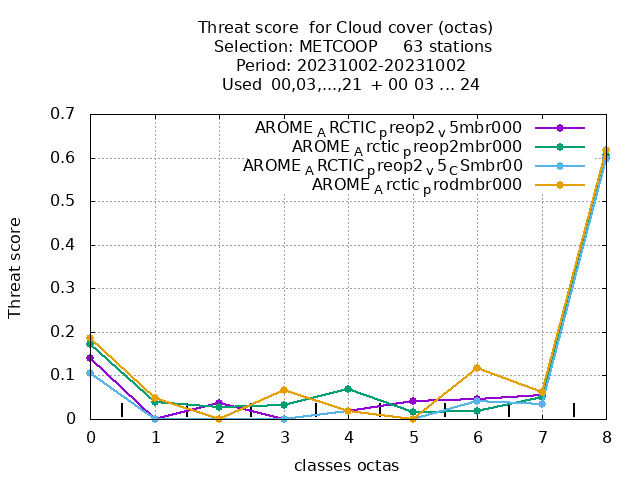 Threat score  for Cloud cover (octas)
Selection: METCOOP     63 stations
Period: 20231002-20231002
Used  00,03,...,21  + 00 03 ... 24
0.7
0.6
0.5
0.4
0.3
0.2
0.1
0
Threat score
AROME_ARCTIC_preop2_v5mbr000
AROME_Arctic_preop2mbr000
AROME_ARCTIC_preop2_v5_CSmbr00
AROME_Arctic_prodmbr000
0 1 2 3 4 5 6 7 8
classes octas